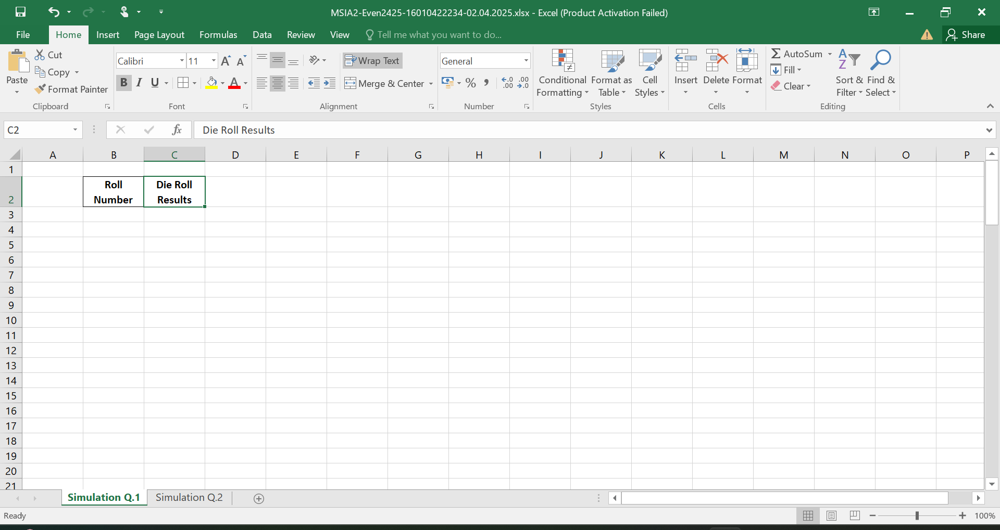 MSIA2-Even2425-16010422234-02.04.2025.xlsx - Excel (Product Activation Failed)
File Home Insert Page Layout Formulas Data Review View Tell me what you want to do... Share
Paste
Cut
Copy
Format Painter
Clipboard
Calibri 11 A A
B I U A
Font
Wrap Text
Merge & Center
Alignment
General
% , .0 .00 .00 .0
Number
Conditional Formatting
Format as Table
Cell Styles
Styles
Insert Delete Format
Cells
AutoSum
Fill
Clear
Sort & Filter
Find & Select
Editing
C2 fx Die Roll Results
A B C D E F G H I J K L M N O P
1
2 Roll Number Die Roll Results
3
4
5
6
7
8
9
10
11
12
13
14
15
16
17
18
19
20
21
Simulation Q.1 Simulation Q.2
Ready 100%